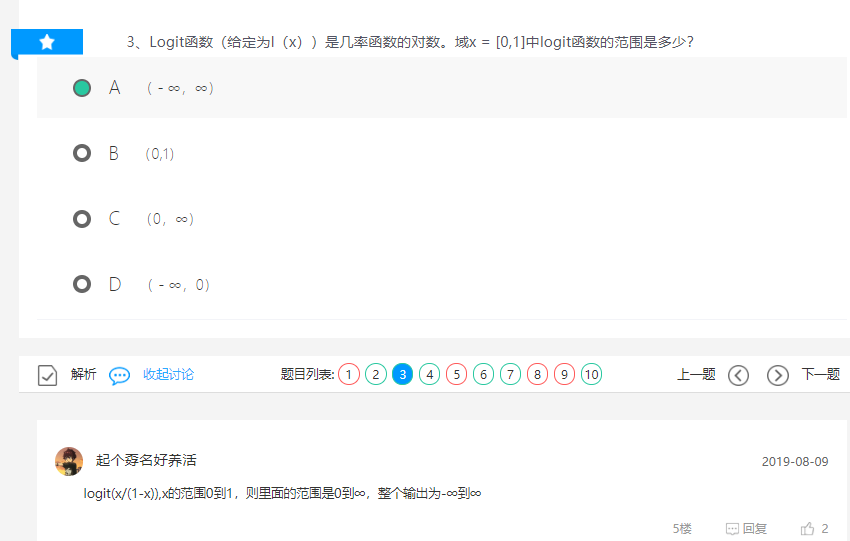 3、Logit函数（给定为l（x））是几率函数的对数。域x = [0,1]中logit函数的范围是多少？
A （ - ∞，∞）
B （0,1）
C （0，∞）
D （ - ∞，0）
解析 收起讨论 题目列表: 1 2 3 4 5 6 7 8 9 10 上一题 下一题
起个孬名好养活 2019-08-09
logit(x/(1-x)),x的范围0到1，则里面的范围是0到∞，整个输出为-∞到∞
5楼 回复 2